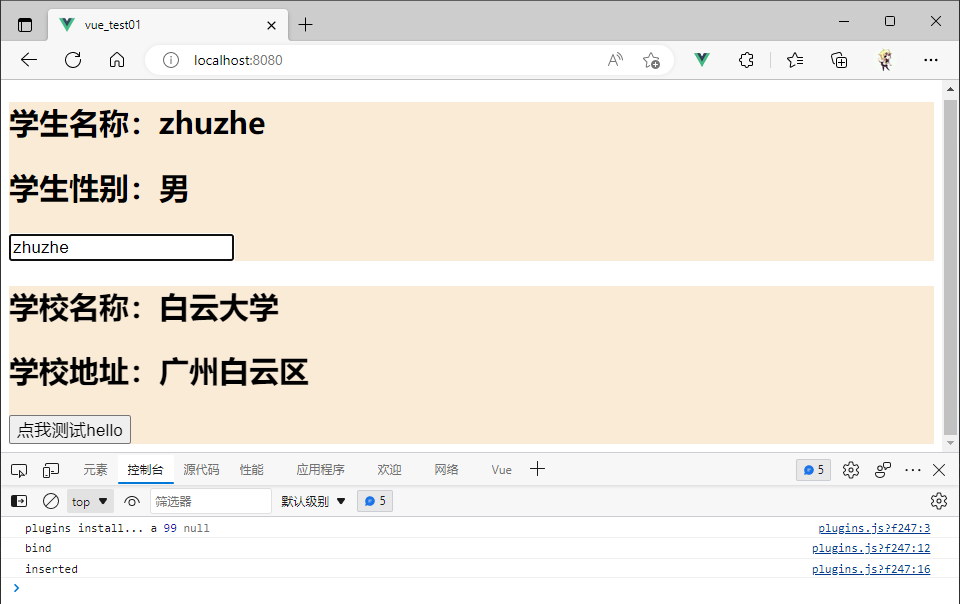 vue_test01
localhost:8080
学生名称：zhuzhe
学生性别：男
zhuzhe
学校名称：白云大学
学校地址：广州白云区
点我测试hello
元素 控制台 源代码 性能 应用程序 欢迎 网络 Vue 5
top 筛选器 默认级别 5
plugins install... a 99 null plugins.js?f247:3
bind plugins.js?f247:12
inserted plugins.js?f247:16